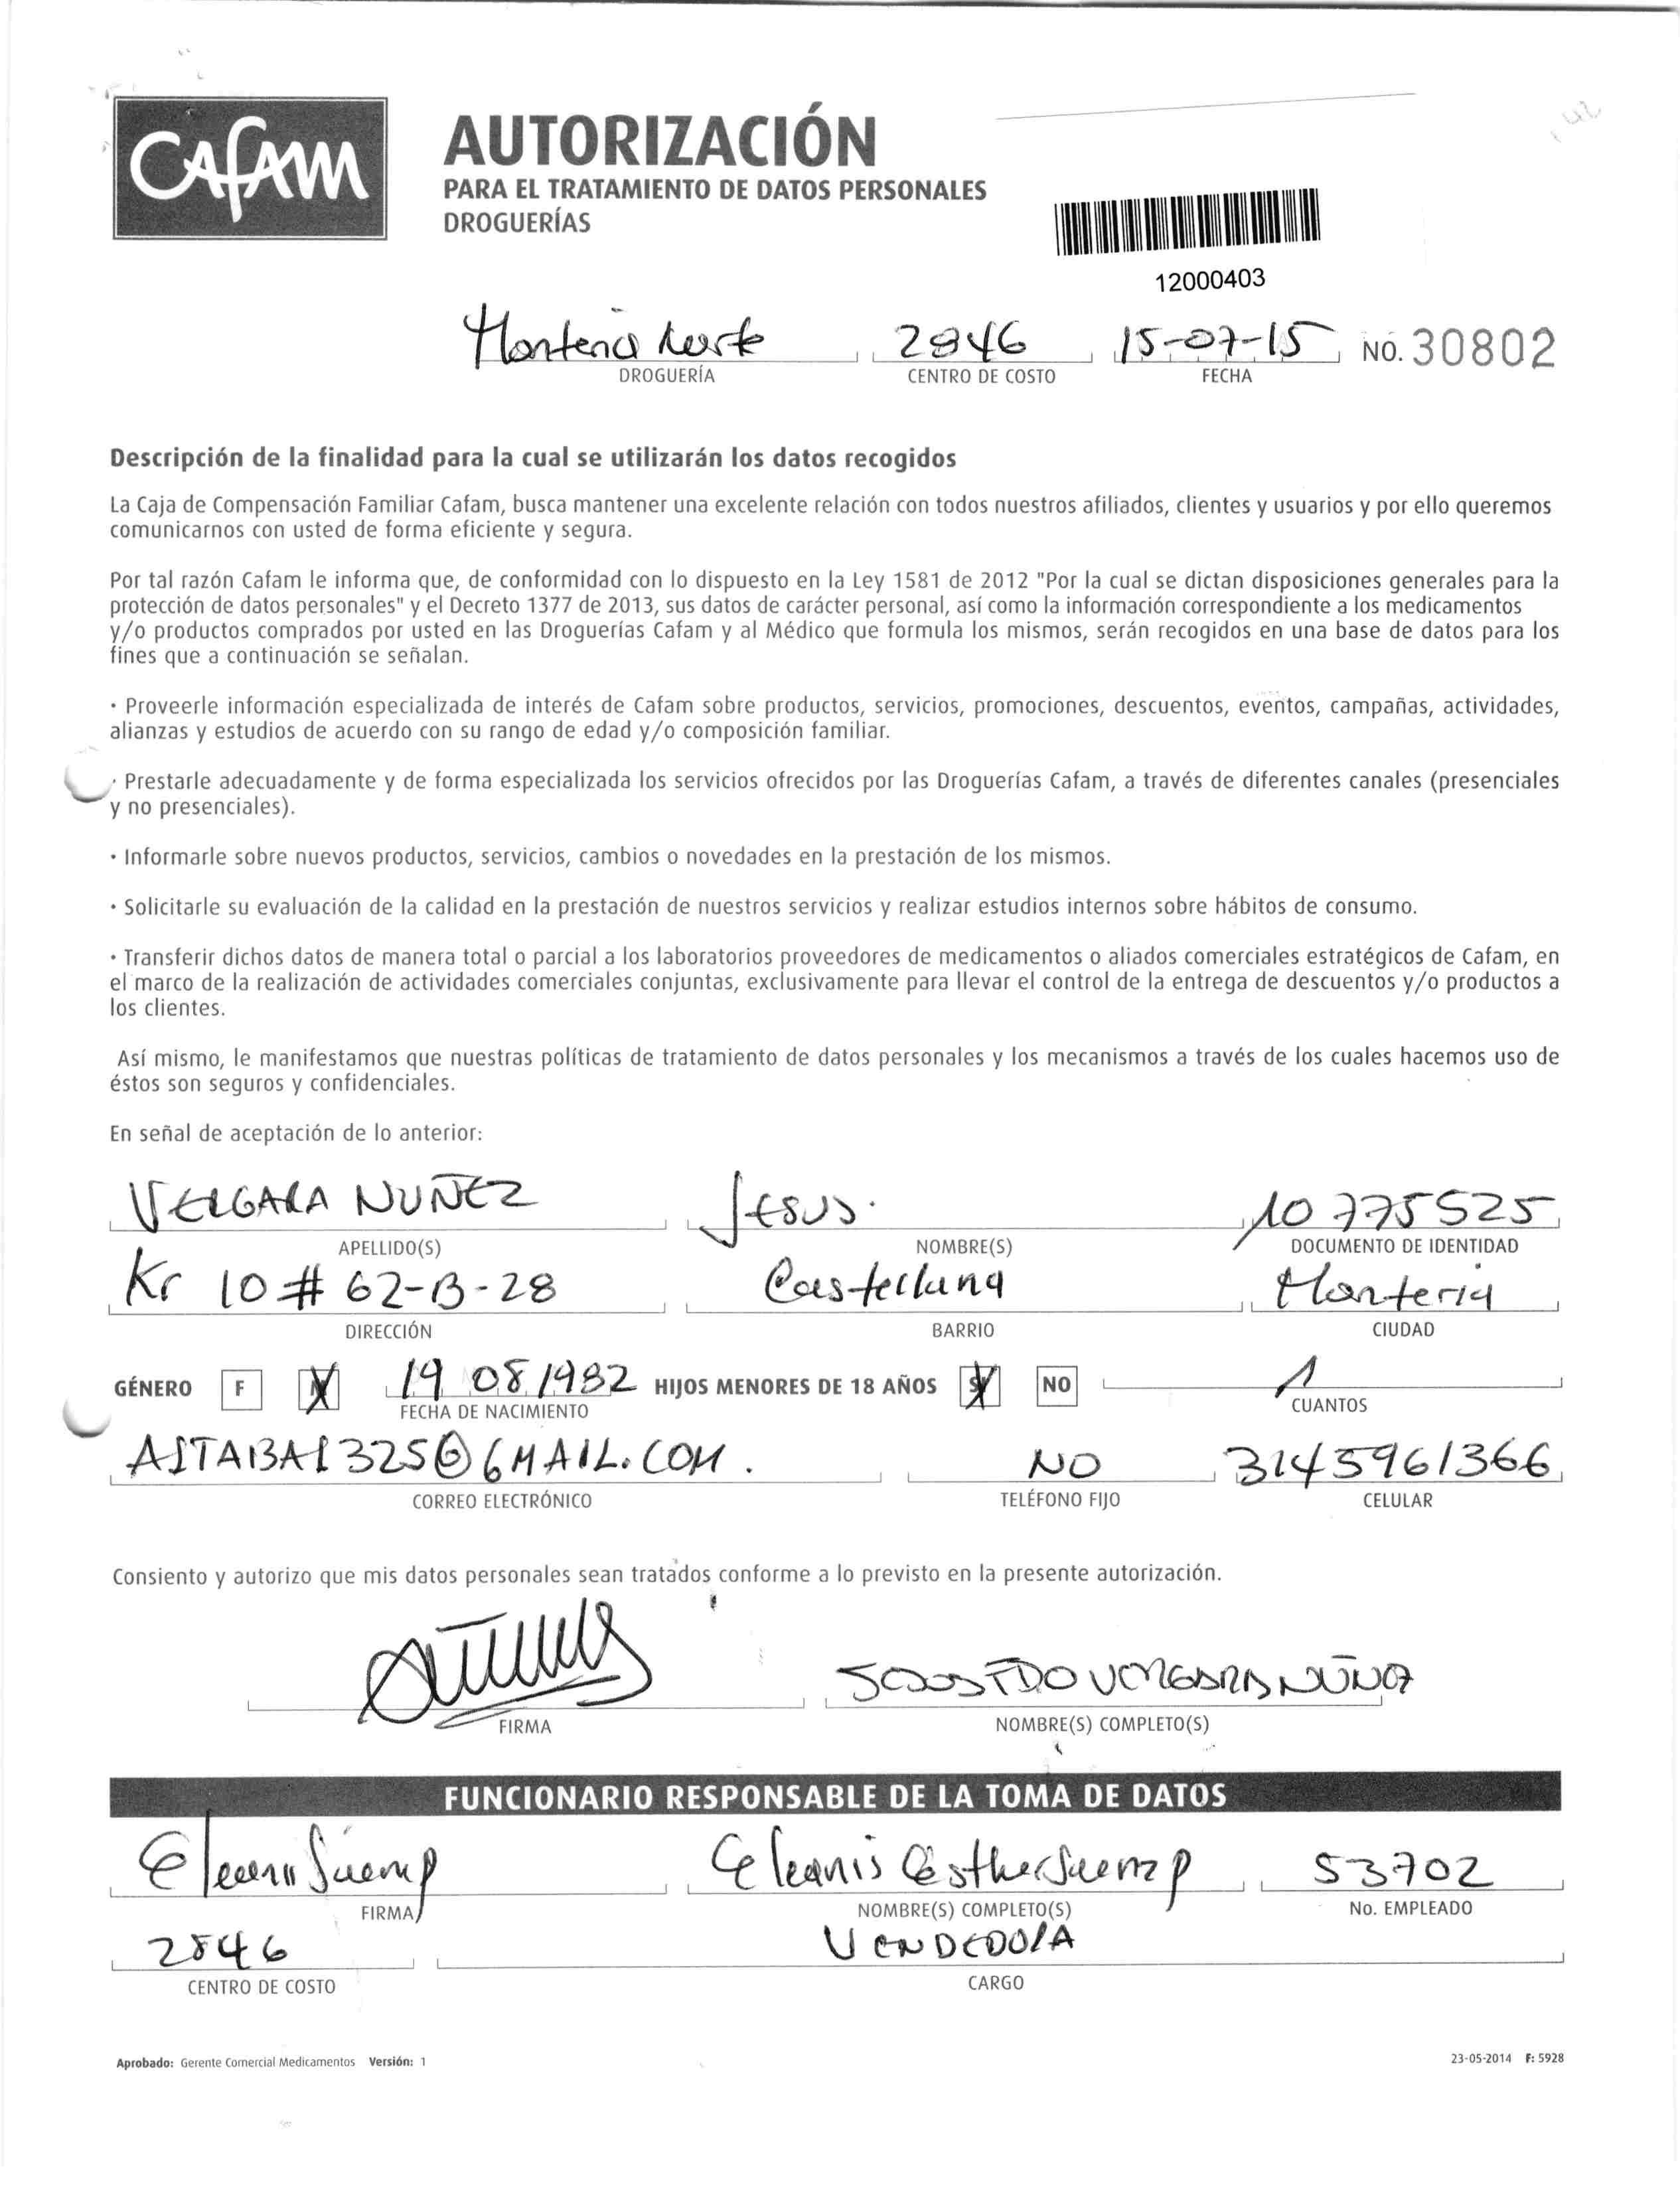 Cafam
AUTORIZACIÓN
PARA EL TRATAMIENTO DE DATOS PERSONALES
DROGUERÍAS
12000403
Monteria Norte 2846 15-07-15 NO. 30802
DROGUERÍA CENTRO DE COSTO FECHA
Descripción de la finalidad para la cual se utilizarán los datos recogidos
La Caja de Compensación Familiar Cafam, busca mantener una excelente relación con todos nuestros afiliados, clientes y usuarios y por ello queremos
comunicarnos con usted de forma eficiente y segura.
Por tal razón Cafam le informa que, de conformidad con lo dispuesto en la Ley 1581 de 2012 "Por la cual se dictan disposiciones generales para la
protección de datos personales" y el Decreto 1377 de 2013, sus datos de carácter personal, así como la información correspondiente a los medicamentos
y/o productos comprados por usted en las Droguerías Cafam y al Médico que formula los mismos, serán recogidos en una base de datos para los
fines que a continuación se señalan.
· Proveerle información especializada de interés de Cafam sobre productos, servicios, promociones, descuentos, eventos, campañas, actividades,
alianzas y estudios de acuerdo con su rango de edad y/o composición familiar.
· Prestarle adecuadamente y de forma especializada los servicios ofrecidos por las Droguerías Cafam, a través de diferentes canales (presenciales
y no presenciales).
· Informarle sobre nuevos productos, servicios, cambios o novedades en la prestación de los mismos.
· Solicitarle su evaluación de la calidad en la prestación de nuestros servicios y realizar estudios internos sobre hábitos de consumo.
· Transferir dichos datos de manera total o parcial a los laboratorios proveedores de medicamentos o aliados comerciales estratégicos de Cafam, en
el marco de la realización de actividades comerciales conjuntas, exclusivamente para llevar el control de la entrega de descuentos y/o productos a
los clientes.
Así mismo, le manifestamos que nuestras políticas de tratamiento de datos personales y los mecanismos a través de los cuales hacemos uso de
éstos son seguros y confidenciales.
En señal de aceptación de lo anterior:
VERGARA NUÑEZ Jesus. 10775525
APELLIDO(S) NOMBRE(S) DOCUMENTO DE IDENTIDAD
Kr 10 # 62-B-28 Castellana Monteria
DIRECCIÓN BARRIO CIUDAD
GÉNERO F M 19 08 1982 HIJOS MENORES DE 18 AÑOS SI NO 1
FECHA DE NACIMIENTO CUANTOS
NO 3145961366
CORREO ELECTRÓNICO TELÉFONO FIJO CELULAR
Consiento y autorizo que mis datos personales sean tratados conforme a lo previsto en la presente autorización.
VERGARA NUÑEZ
FIRMA NOMBRE(S) COMPLETO(S)
FUNCIONARIO RESPONSABLE DE LA TOMA DE DATOS
Eleanis Esther Saenz p 53702
FIRMA NOMBRE(S) COMPLETO(S) No. EMPLEADO
2846 VENDEDORA
CENTRO DE COSTO CARGO
Aprobado: Gerente Comercial Medicamentos Versión: 1 23-05-2014 F: 5928